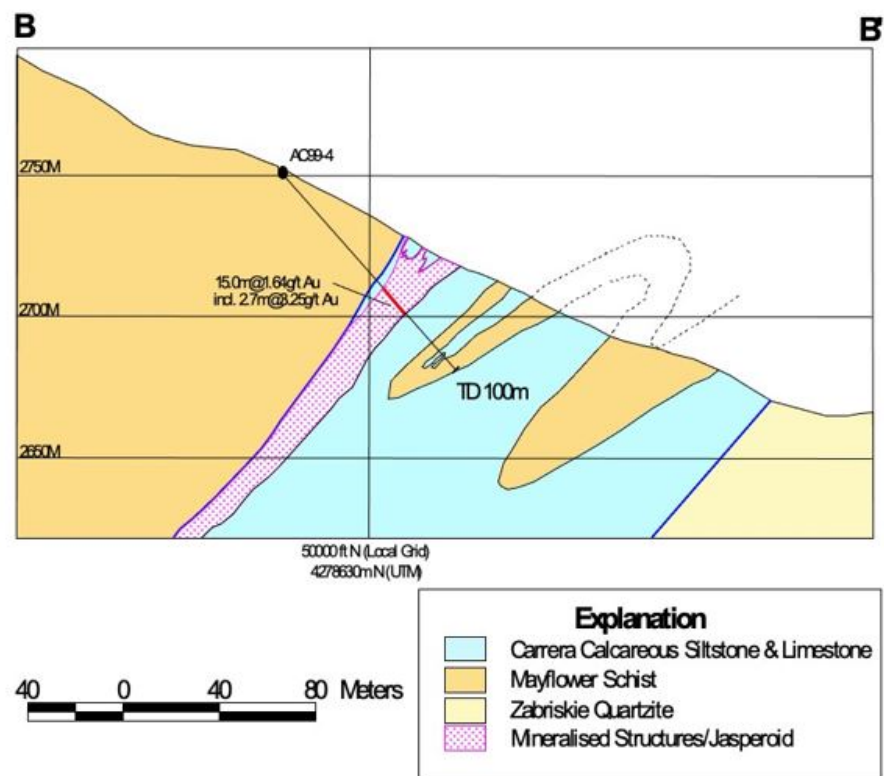 B B'
AC99-4
2750M
15.0m@1.64g/t Au
incl. 2.7m@3.25g/t Au
2700M
TD 100m
2650M
50000 ft N (Local Grid)
4278630m N (UTM)
Explanation
Carrera Calcareous Siltstone & Limestone
Mayflower Schist
Zabriskie Quartzite
Mineralised Structures/Jasperoid
40 0 40 80 Meters